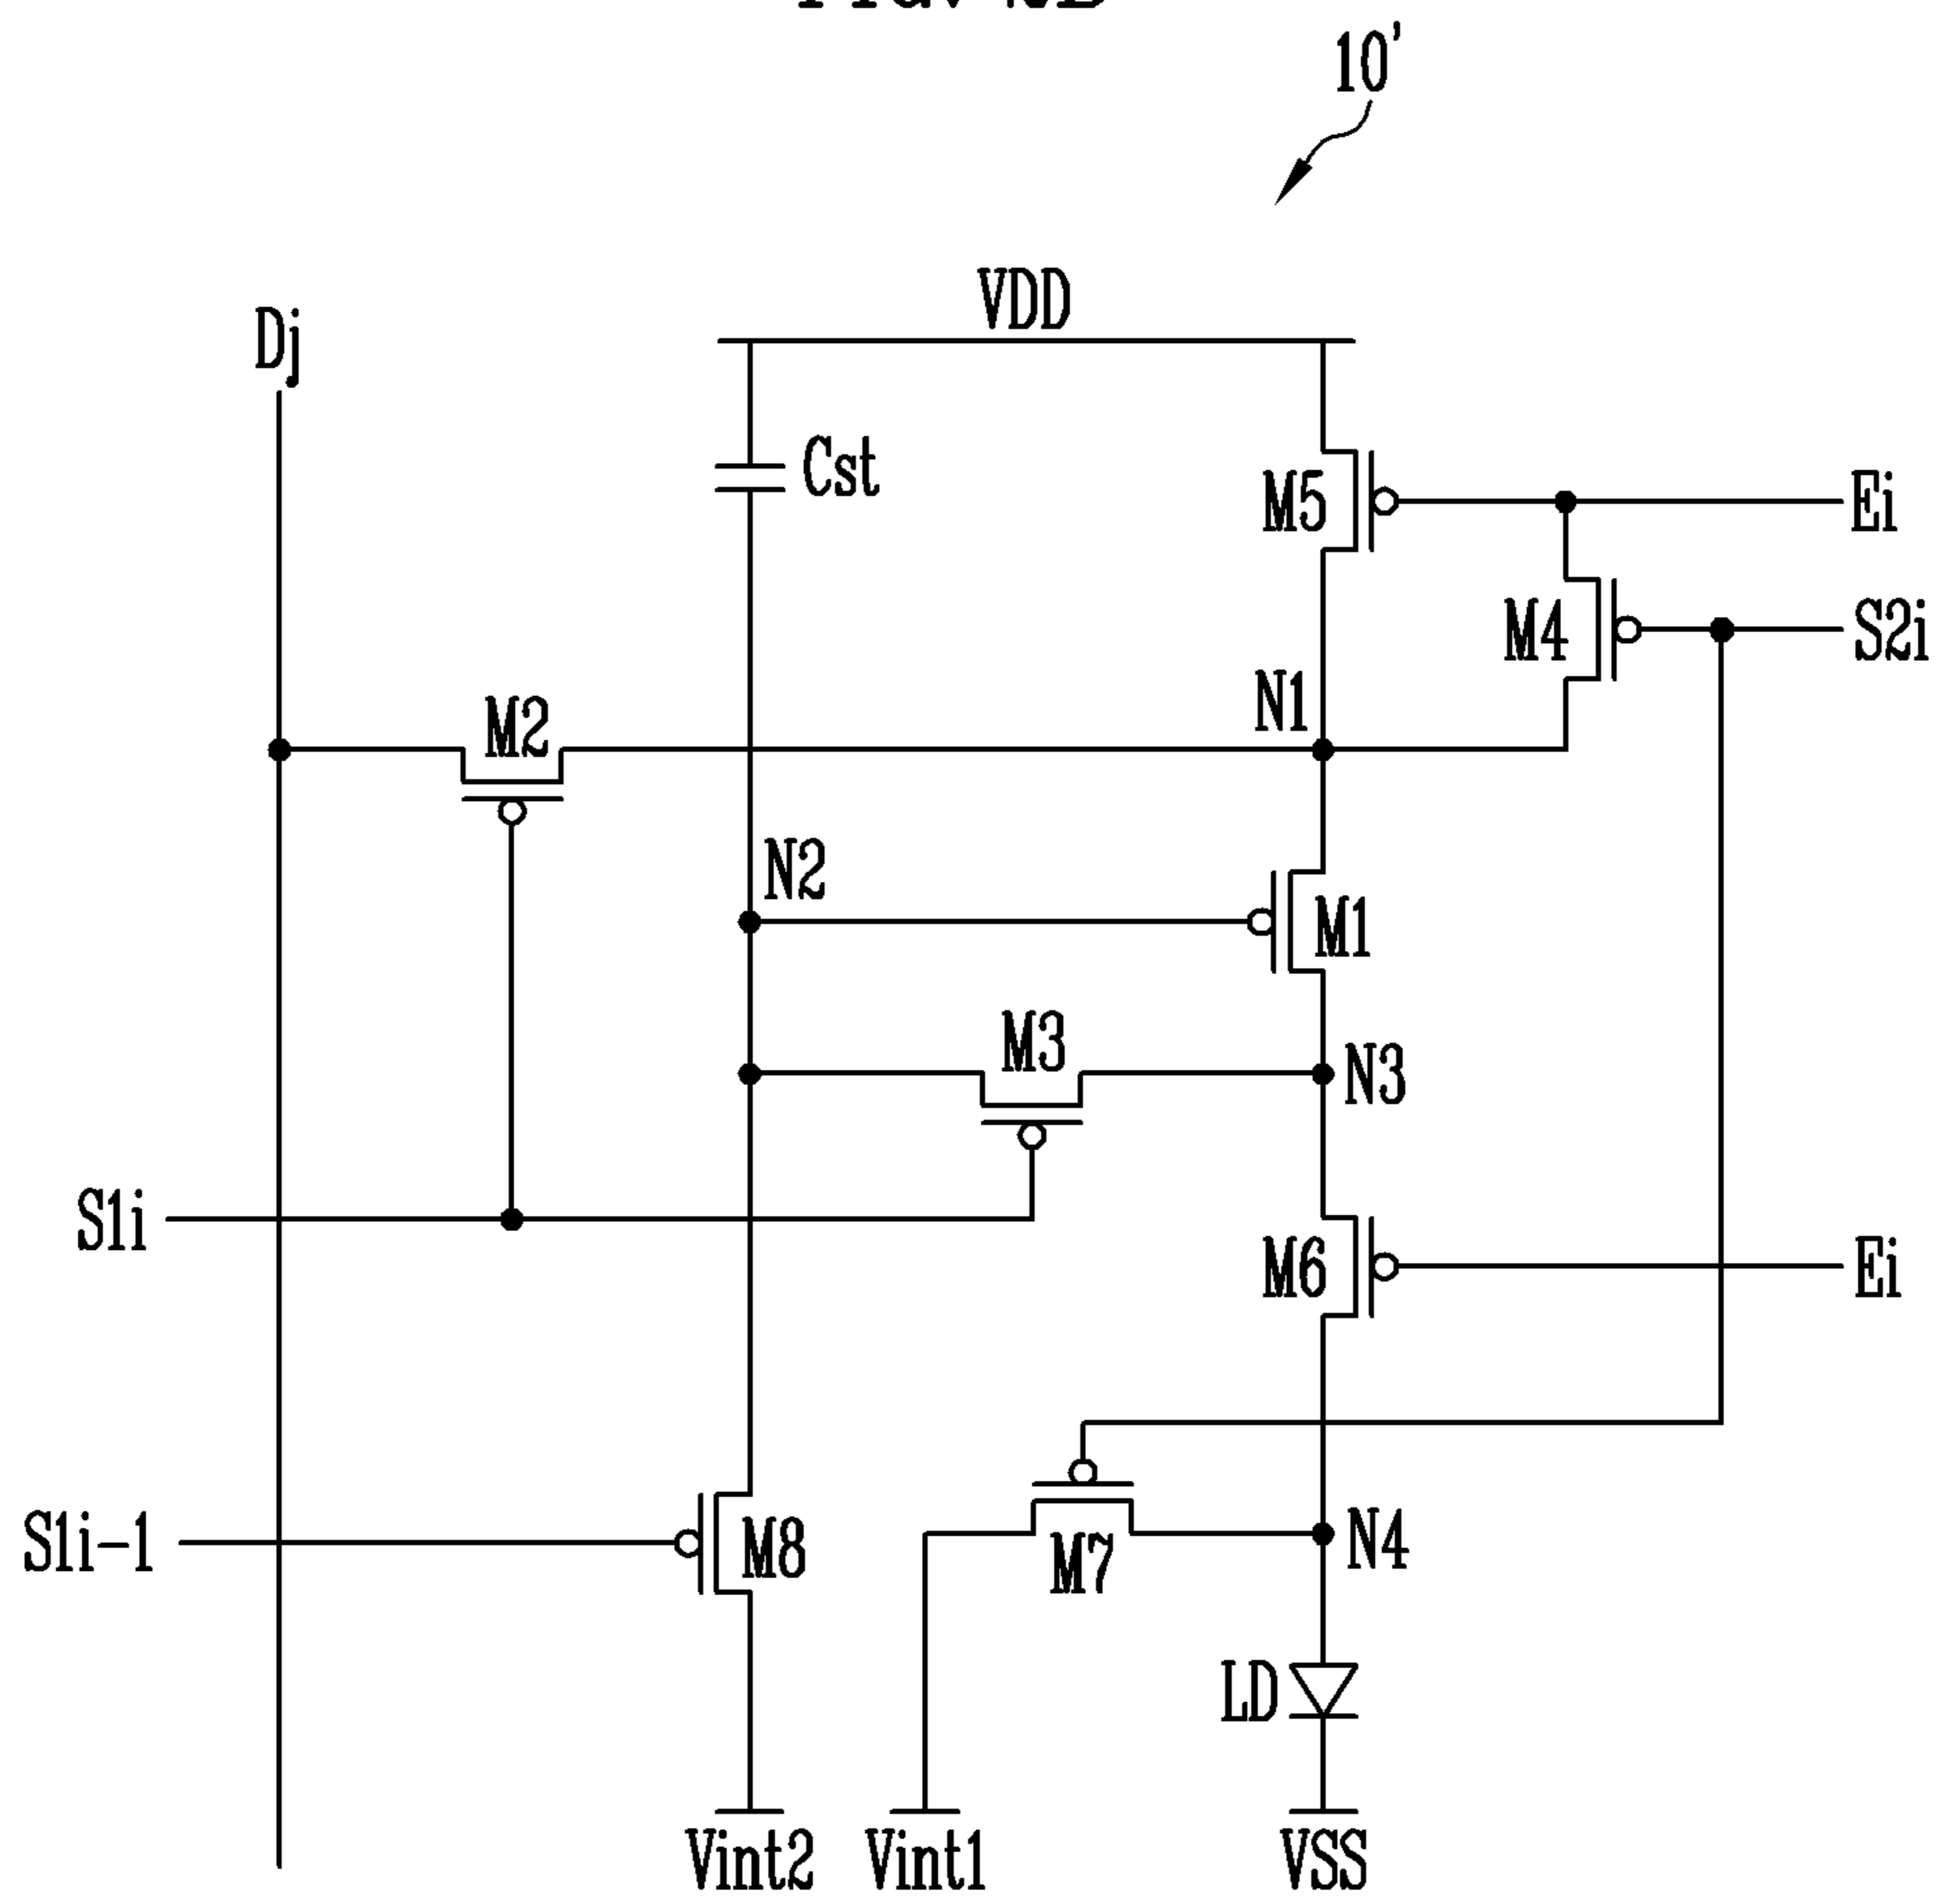 10'
VDD
Dj
Cst
M5
Ei
M4
S2i
N1
M2
N2
M1
M3
N3
S1i
M6
Ei
S1i-1
M8
M7
N4
LD
Vint2
Vint1
VSS